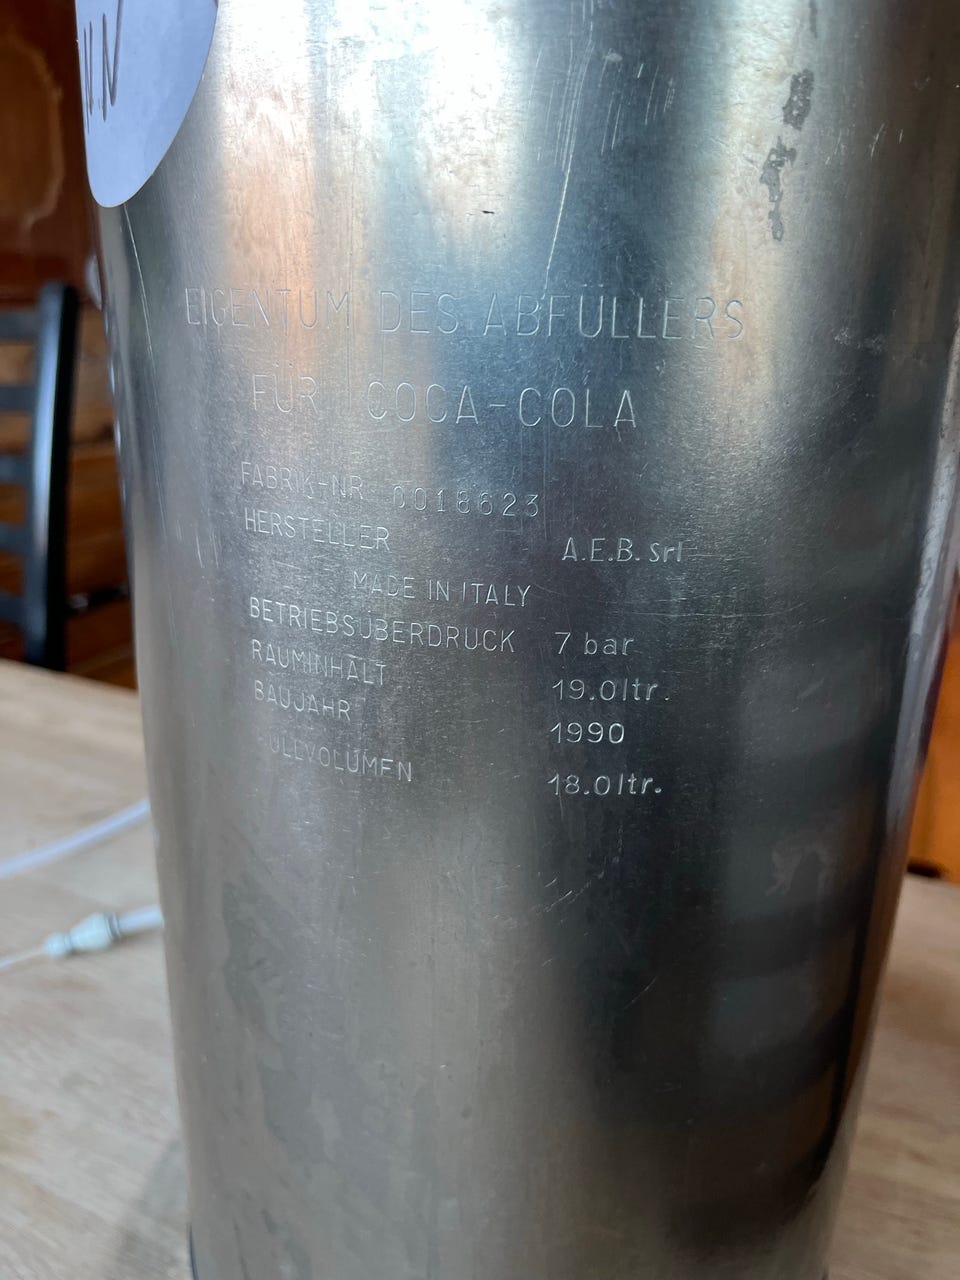 EIGENTUM DES ABFÜLLERS
FÜR COCA-COLA
FABRIK-NR 0018623
HERSTELLER A.E.B. srl
MADE IN ITALY
BETRIEBSÜBERDRUCK 7 bar
RAUMINHALT 19.0ltr.
BAUJAHR 1990
FÜLLVOLUMEN 18.0ltr.